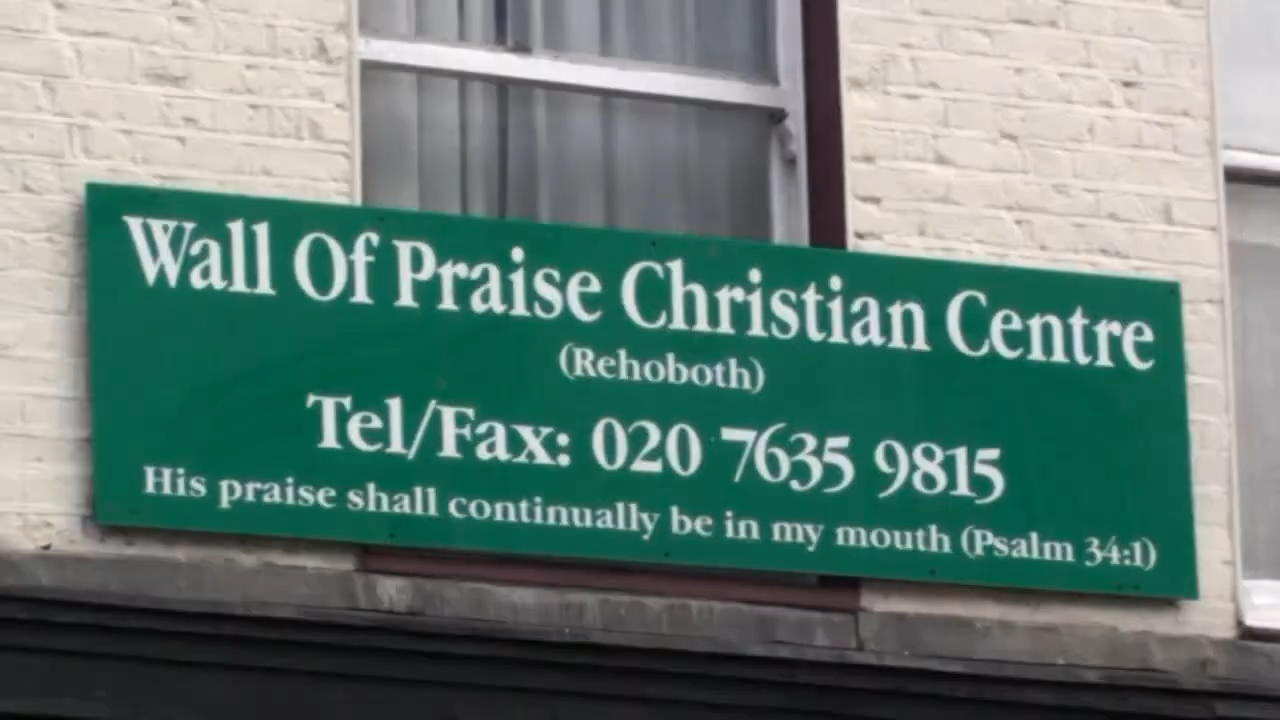 Wall Of Praise Christian Centre
(Rehoboth)
Tel/Fax: 020 7635 9815
His praise shall continually be in my mouth (Psalm 34:1)